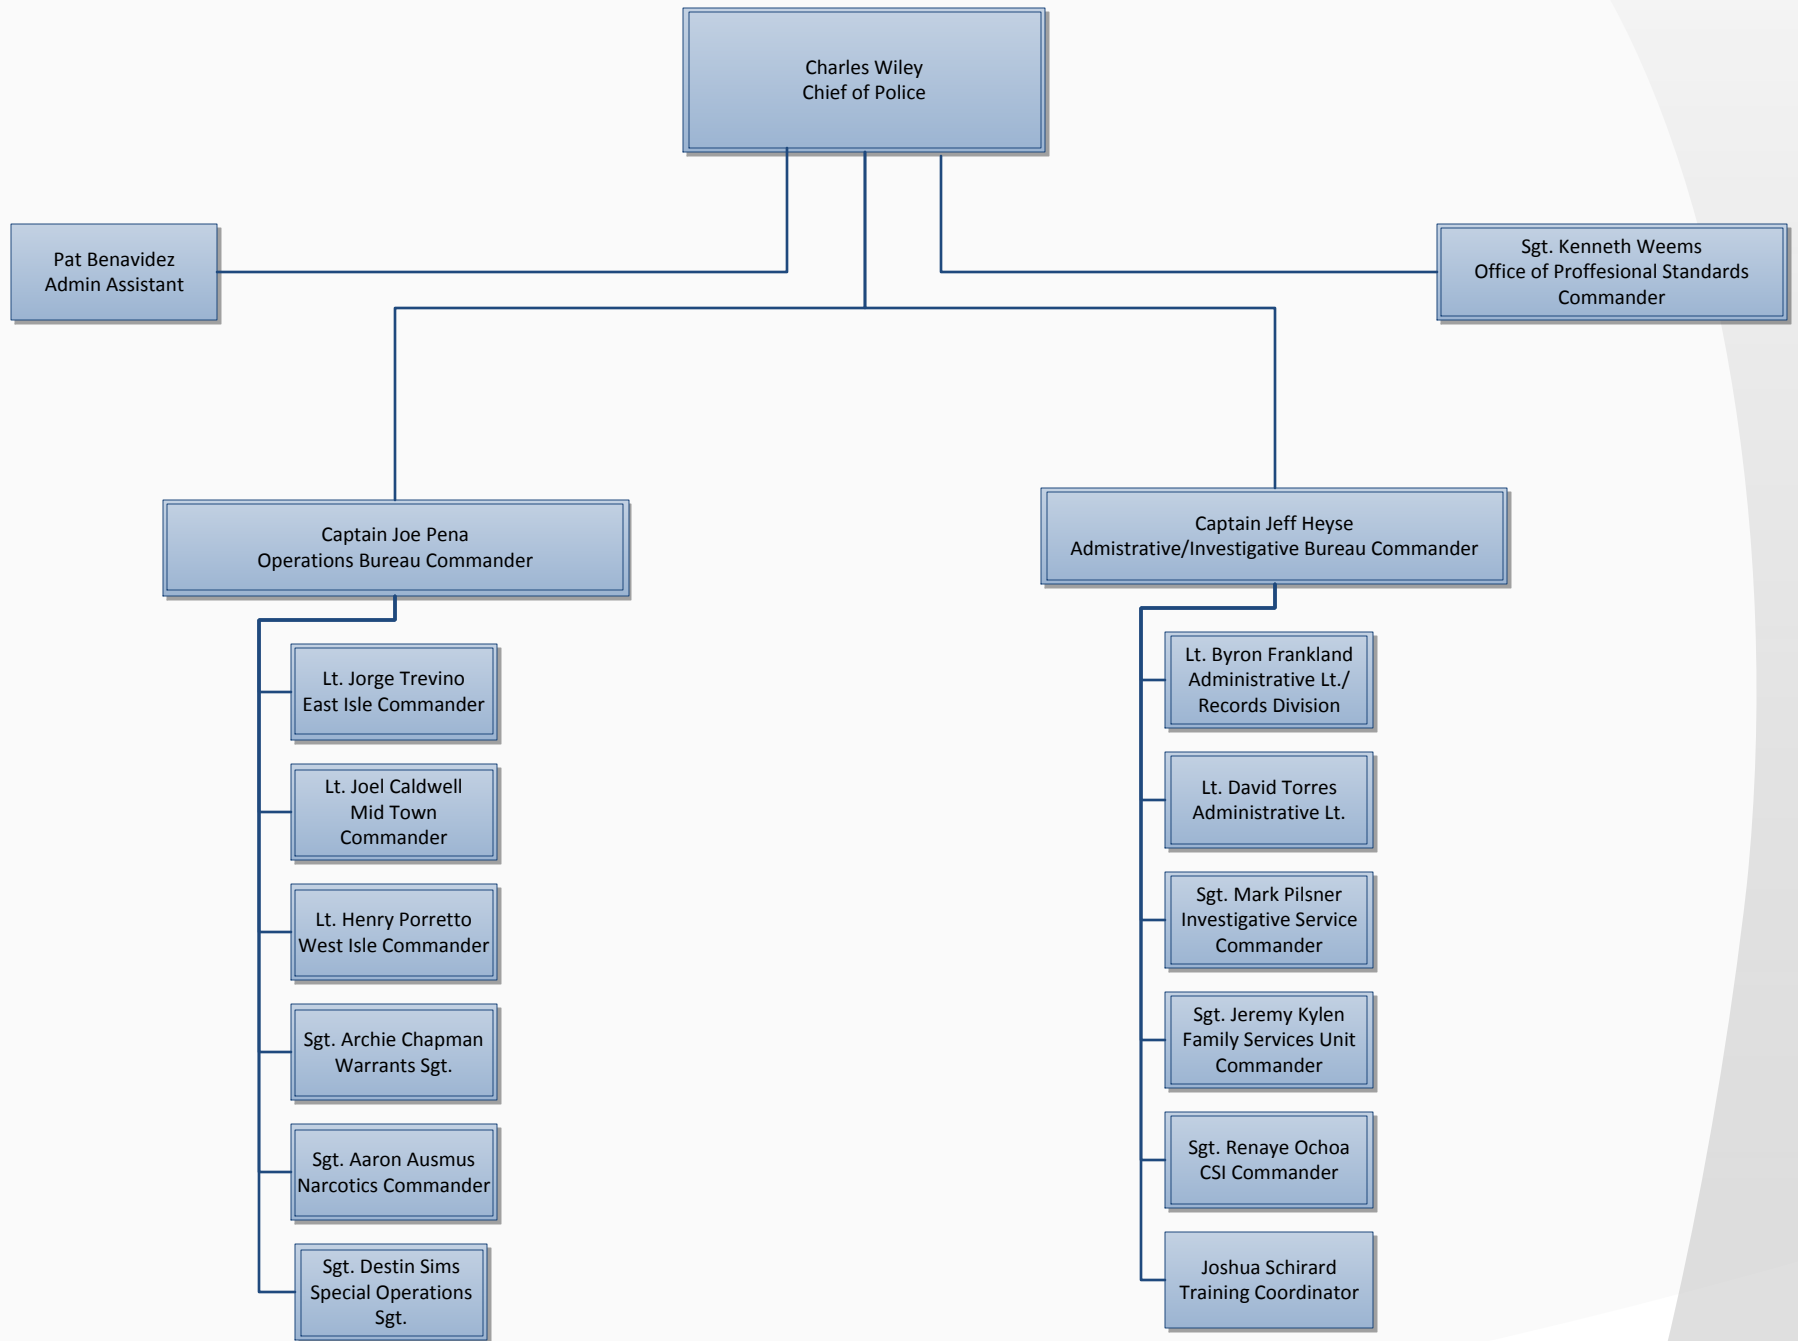 Charles Wiley
Chief of Police
Pat Benavidez
Admin Assistant
Sgt. Kenneth Weems
Office of Proffesional Standards
Commander
Captain Joe Pena
Operations Bureau Commander
Captain Jeff Heyse
Admistrative/Investigative Bureau Commander
Lt. Jorge Trevino
East Isle Commander
Lt. Joel Caldwell
Mid Town
Commander
Lt. Henry Porretto
West Isle Commander
Sgt. Archie Chapman
Warrants Sgt.
Sgt. Aaron Ausmus
Narcotics Commander
Sgt. Destin Sims
Special Operations
Sgt.
Lt. Byron Frankland
Administrative Lt./
Records Division
Lt. David Torres
Administrative Lt.
Sgt. Mark Pilsner
Investigative Service
Commander
Sgt. Jeremy Kylen
Family Services Unit
Commander
Sgt. Renaye Ochoa
CSI Commander
Joshua Schirard
Training Coordinator